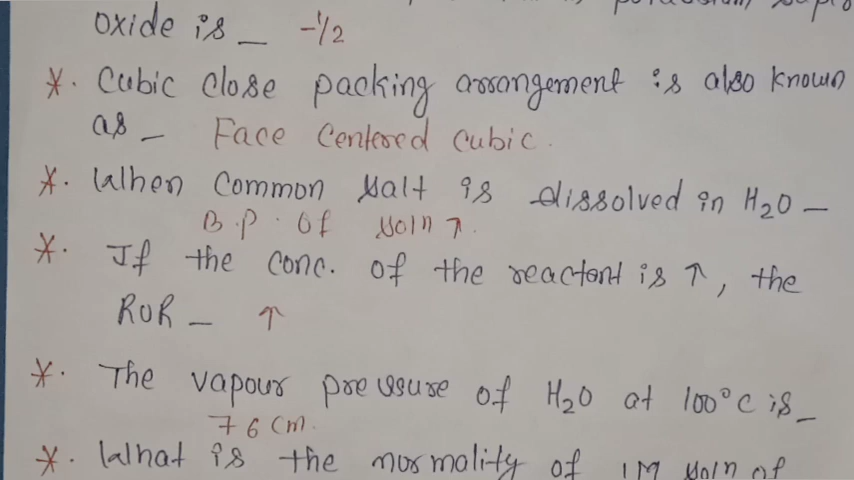 oxide is _ -1/2
*. Cubic close packing arrangement is also known
as _ Face centered cubic.
*. When common salt is dissolved in H₂O _
B.P. of soln ↑.
*. If the conc. of the reactant is ↑, the
ROR _ ↑
*. The vapour pressure of H₂O at 100°C is _
76 cm.
*. What is the normality of 1M soln of